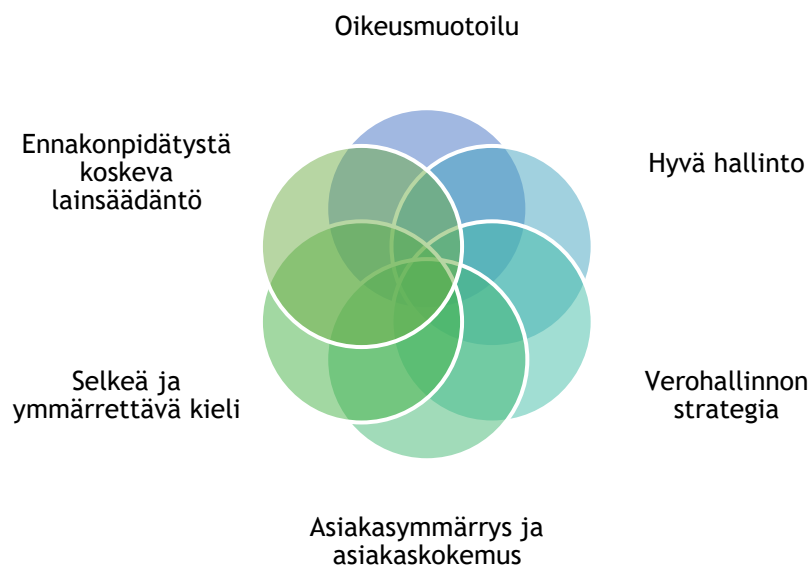 Oikeusmuotoilu
Ennakonpidätystä
koskeva
lainsäädäntö
Hyvä hallinto
Selkeä ja
ymmärrettävä kieli
Verohallinnon
strategia
Asiakasymmärrys ja
asiakaskokemus